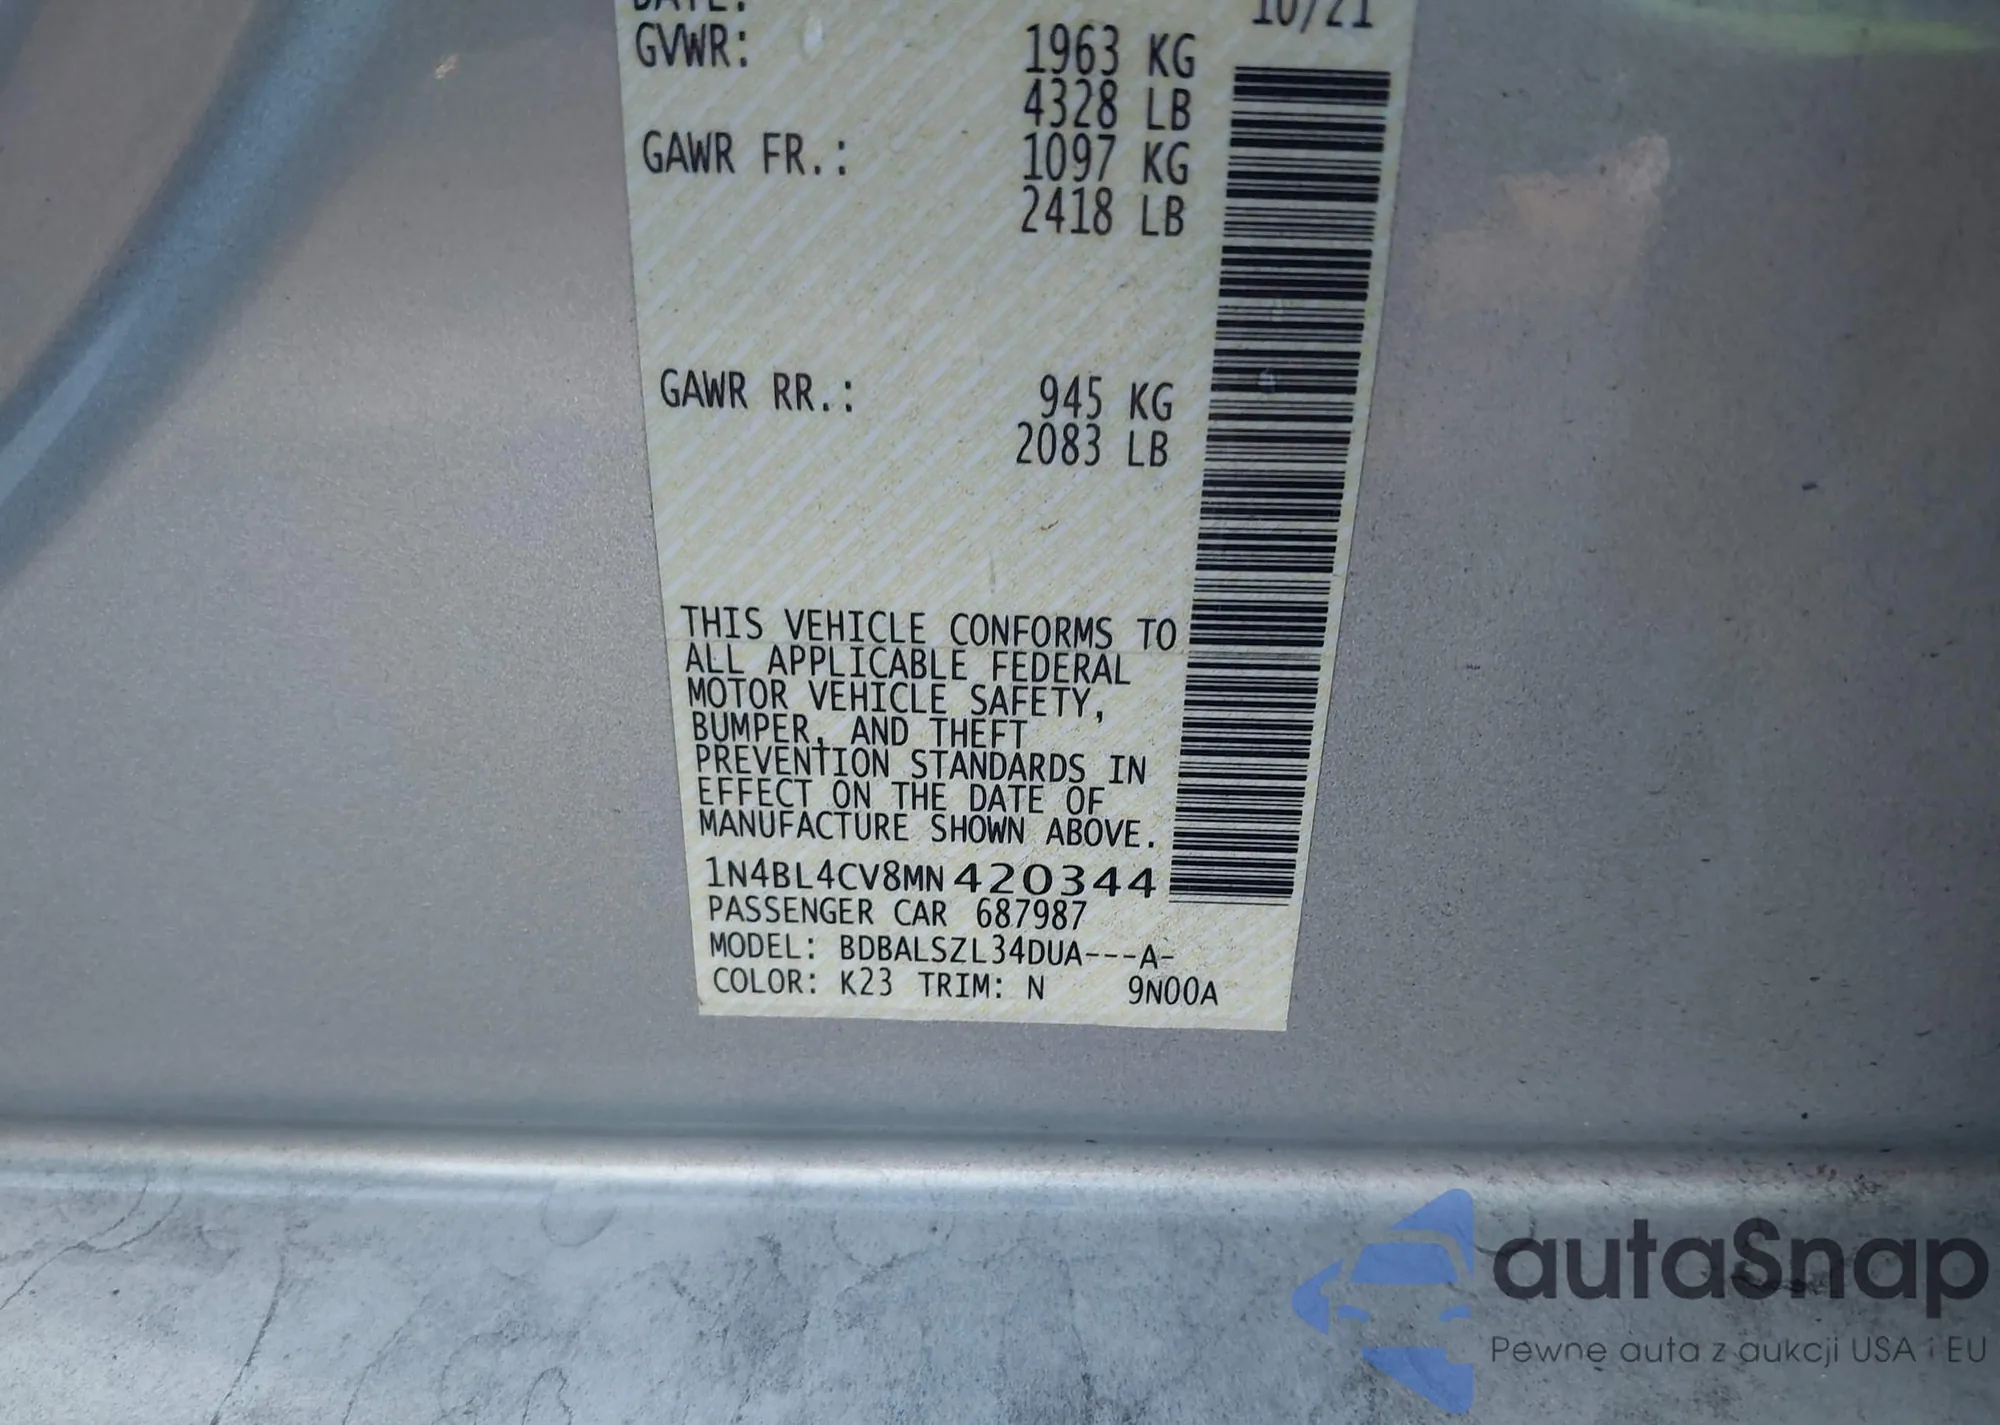 DATE: 10/21
GVWR: 1963 KG
4328 LB
GAWR FR.: 1097 KG
2418 LB
GAWR RR.: 945 KG
2083 LB
THIS VEHICLE CONFORMS TO
ALL APPLICABLE FEDERAL
MOTOR VEHICLE SAFETY,
BUMPER, AND THEFT
PREVENTION STANDARDS IN
EFFECT ON THE DATE OF
MANUFACTURE SHOWN ABOVE.
1N4BL4CV8MN420344
PASSENGER CAR 687987
MODEL: BDBALSZL34DUA---A-
COLOR: K23 TRIM: N 9N00A
autaSnap
Pewne auta z aukcji USA i EU